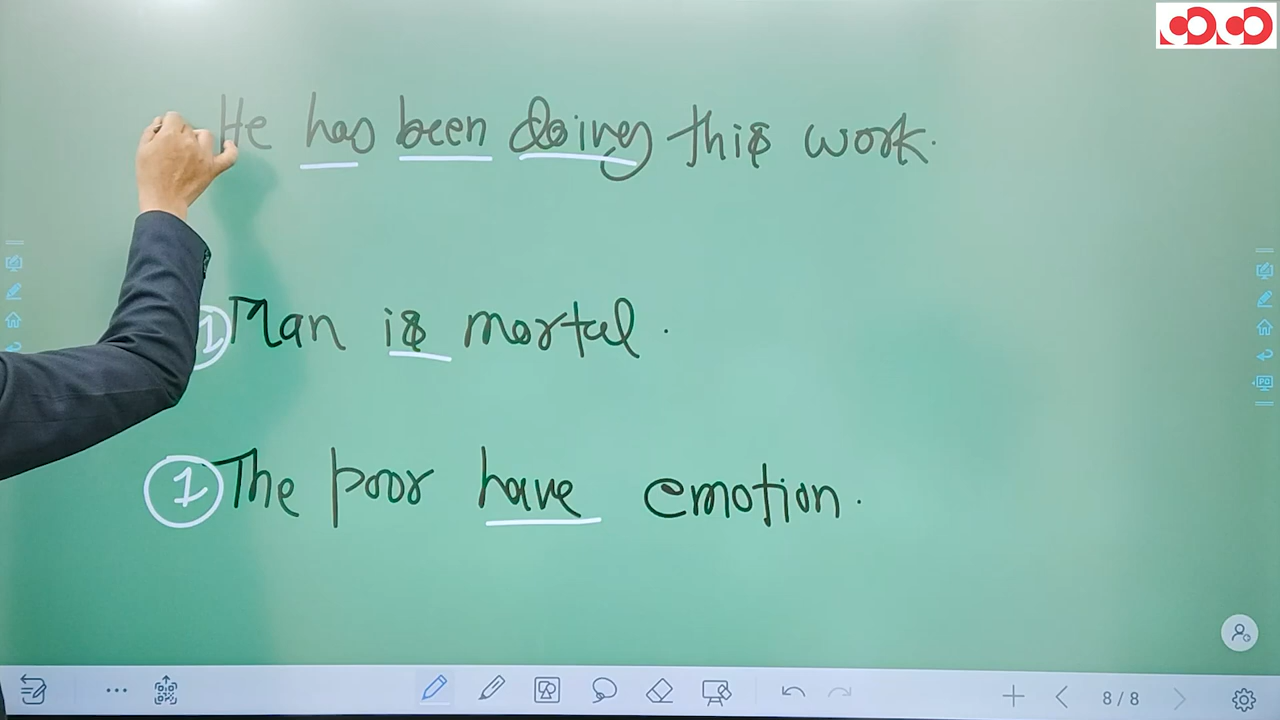 He has been doing this work.
① Man is mortal.
① The poor have emotion.
8/8